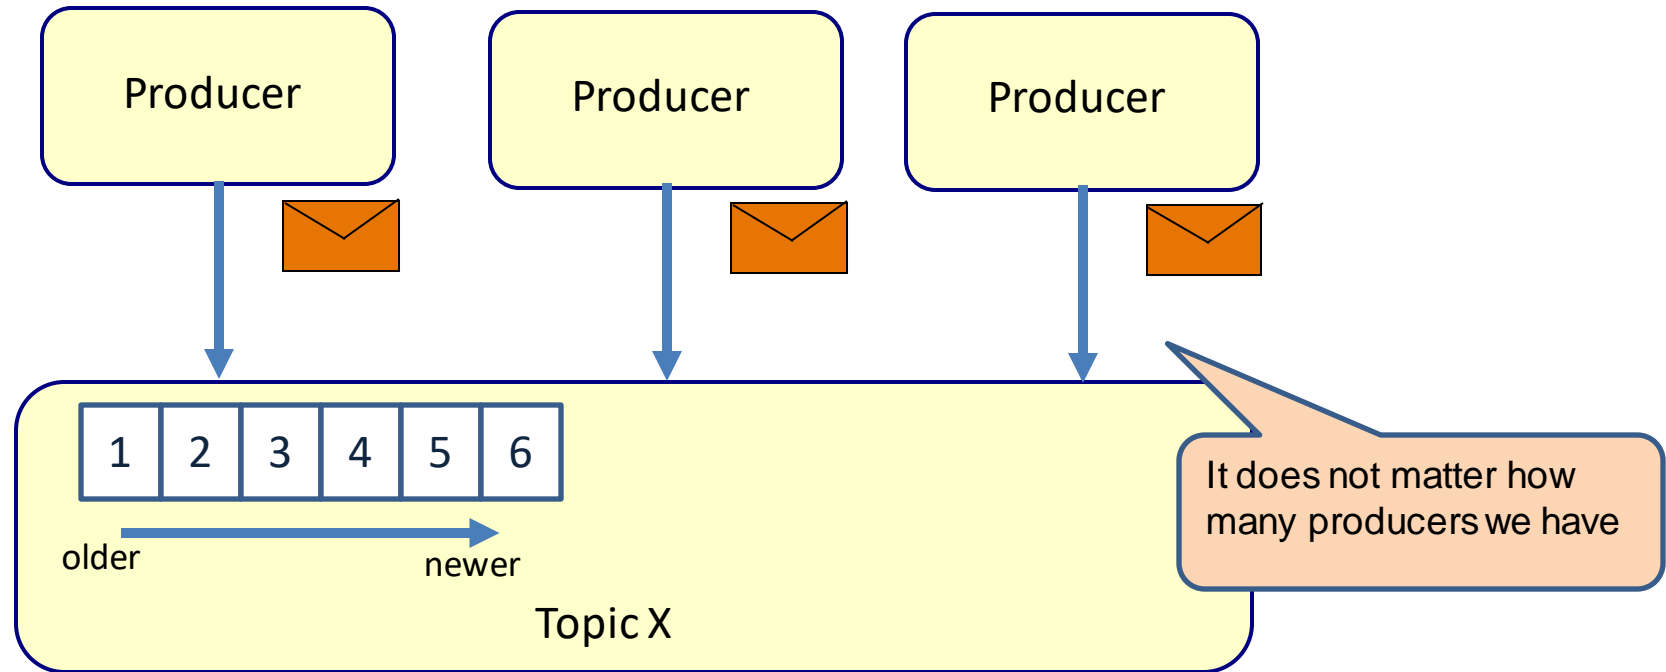 Producer
Producer
Producer
1 2 3 4 5 6
older
newer
It does not matter how
many producers we have
Topic X